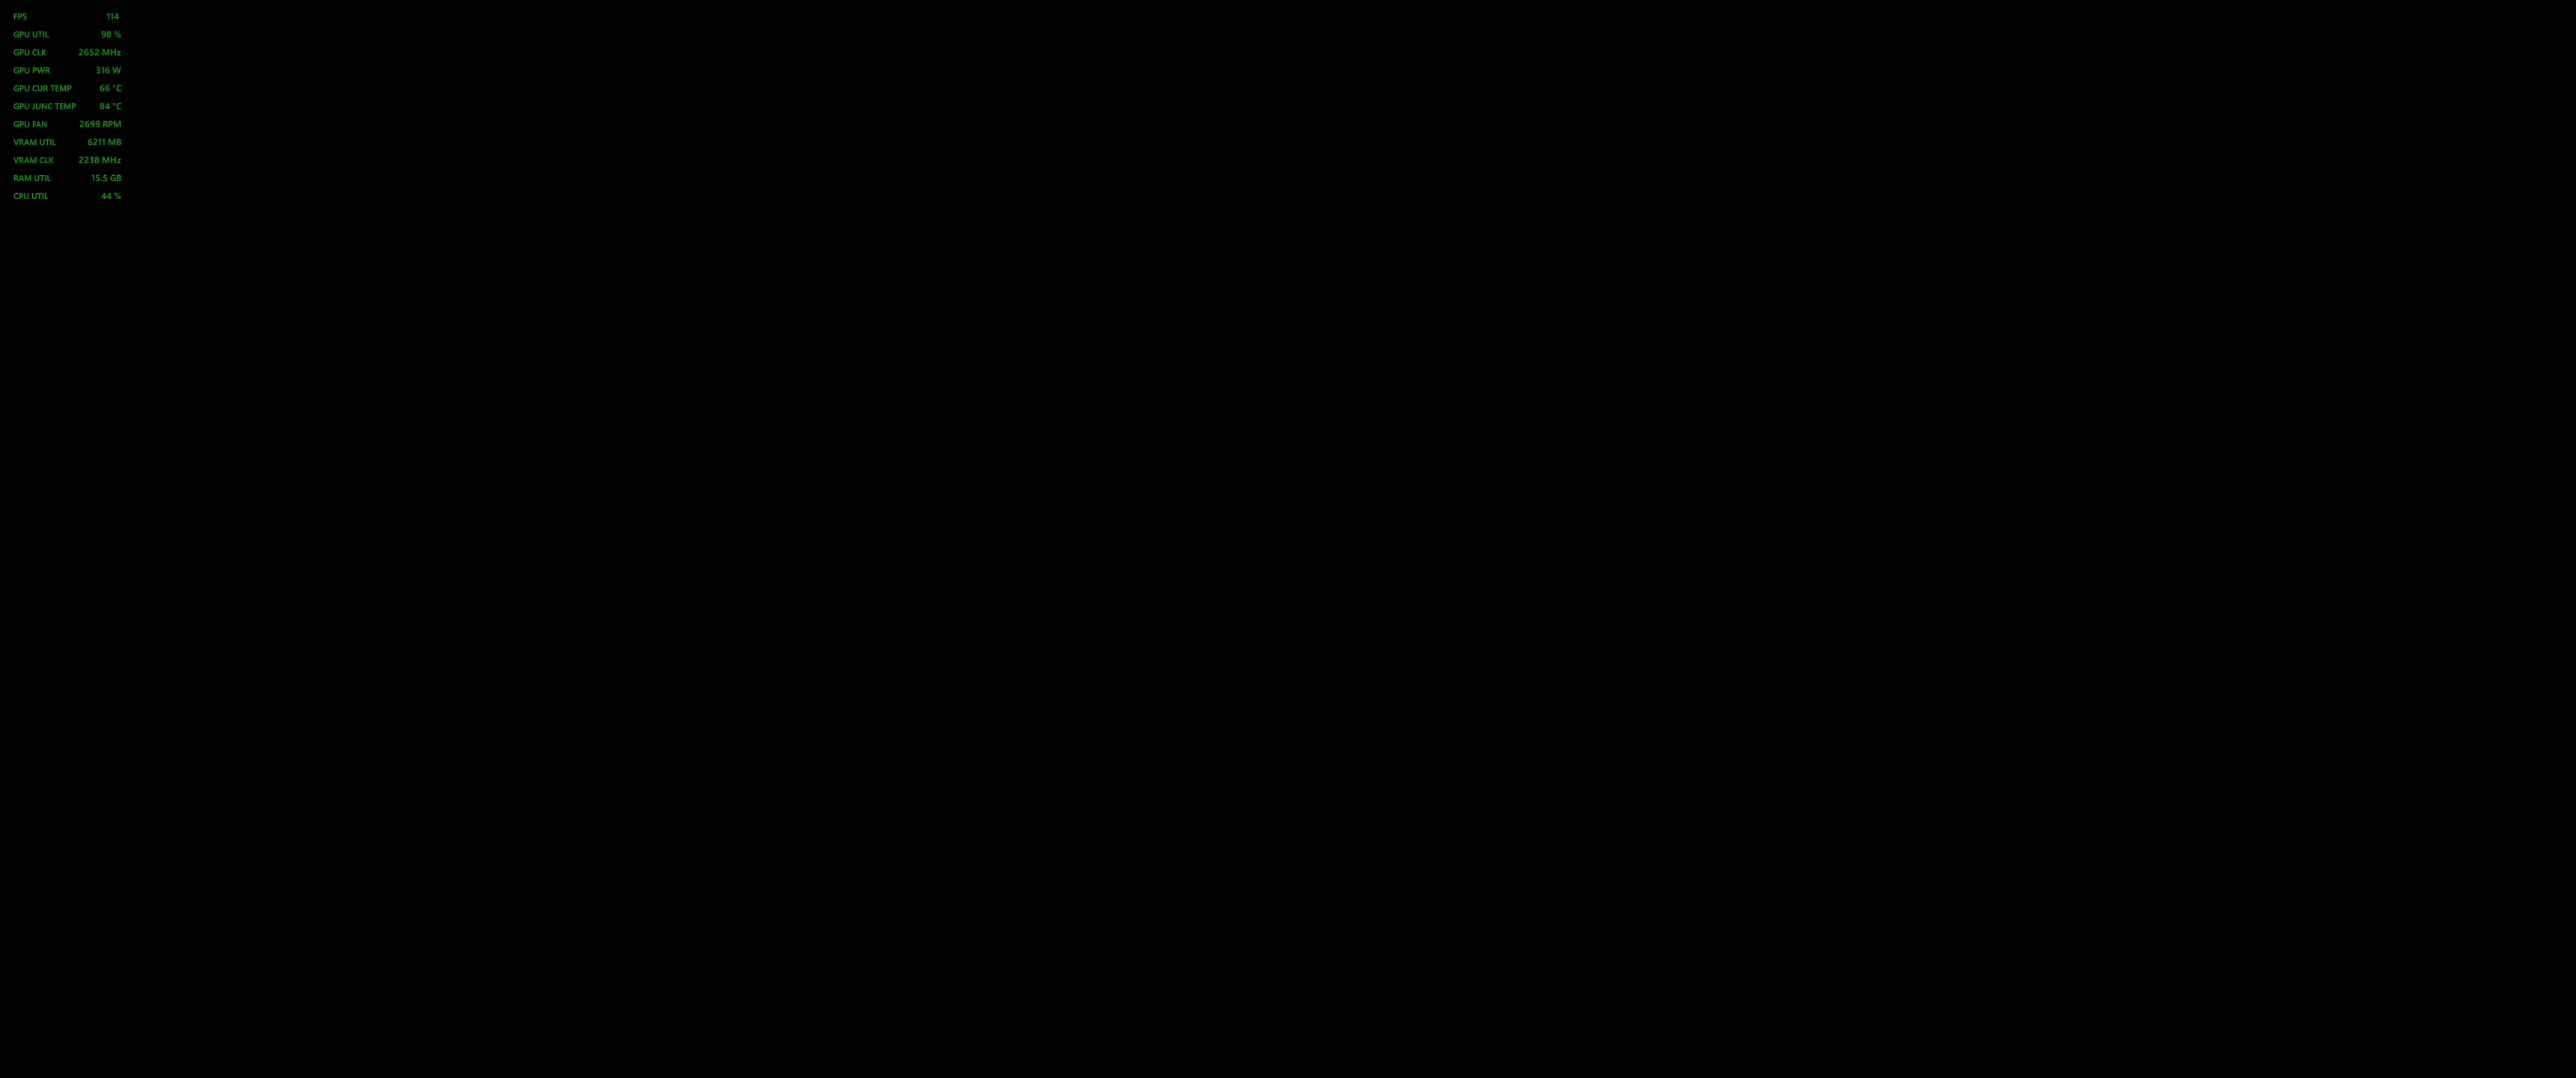 FPS 114
GPU UTIL 98 %
GPU CLK 2652 MHz
GPU PWR 316 W
GPU CUR TEMP 66 °C
GPU JUNC TEMP 84 °C
GPU FAN 2699 RPM
VRAM UTIL 6211 MB
VRAM CLK 2238 MHz
RAM UTIL 15.5 GB
CPU UTIL 44 %